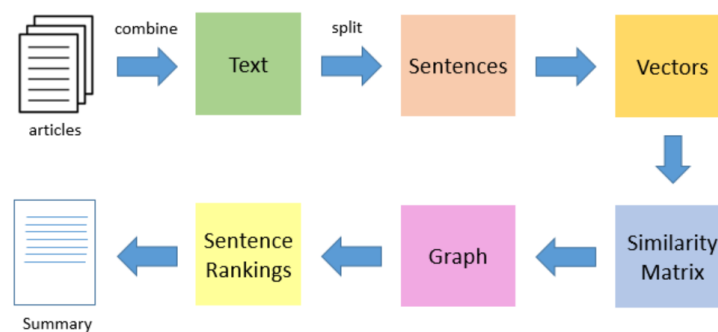 combine
split
Text
Sentences
Vectors
articles
Sentence
Rankings
Graph
Similarity
Matrix
Summary